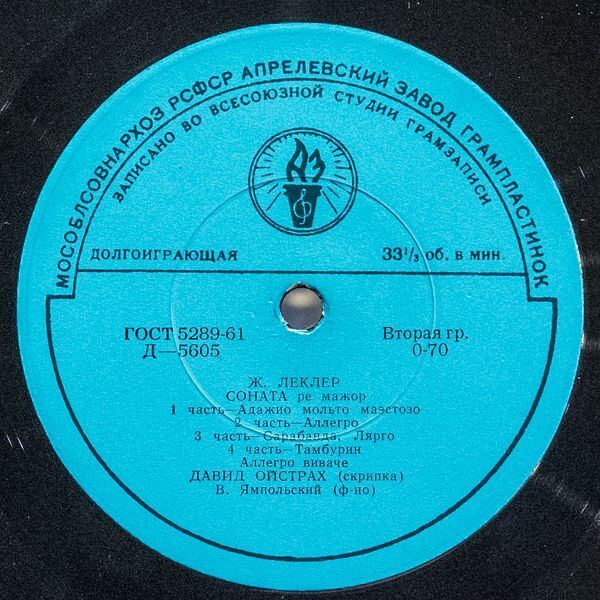 МОСОБЛСОВНАРХОЗ РСФСР АПРЕЛЕВСКИЙ ЗАВОД ГРАМПЛАСТИНОК
ЗАПИСАНО ВО ВСЕСОЮЗНОЙ СТУДИИ ГРАМЗАПИСИ
АЗ
ДОЛГОИГРАЮЩАЯ 33⅓ об. в мин.
ГОСТ 5289-61 Вторая гр.
Д—5605 0-70
Ж. ЛЕКЛЕР
СОНАТА ре мажор
1 часть—Адажио мольто маэстозо
2 часть—Аллегро
3 часть—Сарабанда. Лярго
4 часть—Тамбурин
Аллегро виваче
ДАВИД ОЙСТРАХ (скрипка)
В. Ямпольский (ф-но)